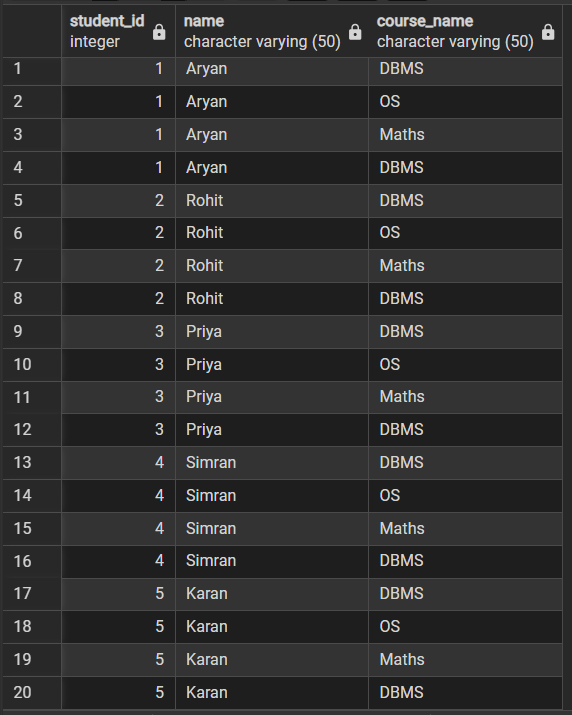 student_id name course_name
integer character varying (50) character varying (50)
1 1 Aryan DBMS
2 1 Aryan OS
3 1 Aryan Maths
4 1 Aryan DBMS
5 2 Rohit DBMS
6 2 Rohit OS
7 2 Rohit Maths
8 2 Rohit DBMS
9 3 Priya DBMS
10 3 Priya OS
11 3 Priya Maths
12 3 Priya DBMS
13 4 Simran DBMS
14 4 Simran OS
15 4 Simran Maths
16 4 Simran DBMS
17 5 Karan DBMS
18 5 Karan OS
19 5 Karan Maths
20 5 Karan DBMS